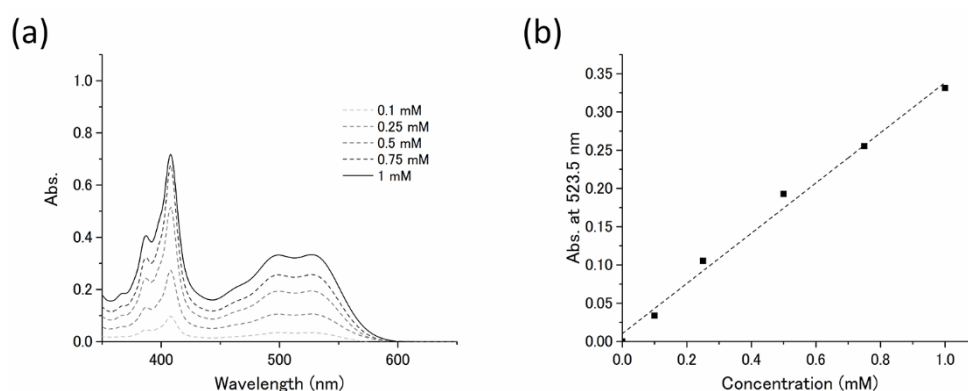 (a)
1.0
0.8
0.6
0.4
0.2
0.0
400
500
600
Abs.
Wavelength (nm)
0.1 mM
0.25 mM
0.5 mM
0.75 mM
1 mM
(b)
0.35
0.30
0.25
0.20
0.15
0.10
0.05
0.00
0.0
0.2
0.4
0.6
0.8
1.0
Abs. at 523.5 nm
Concentration (mM)